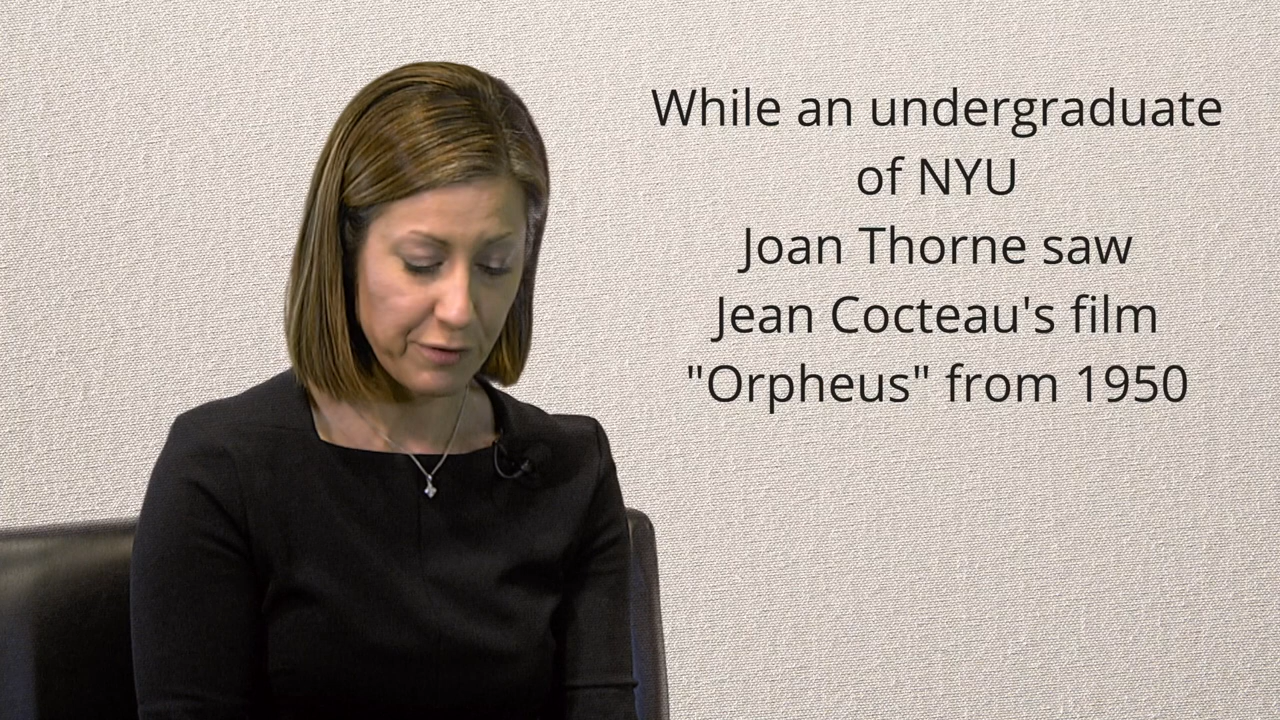 While an undergraduate
of NYU
Joan Thorne saw
Jean Cocteau's film
"Orpheus" from 1950